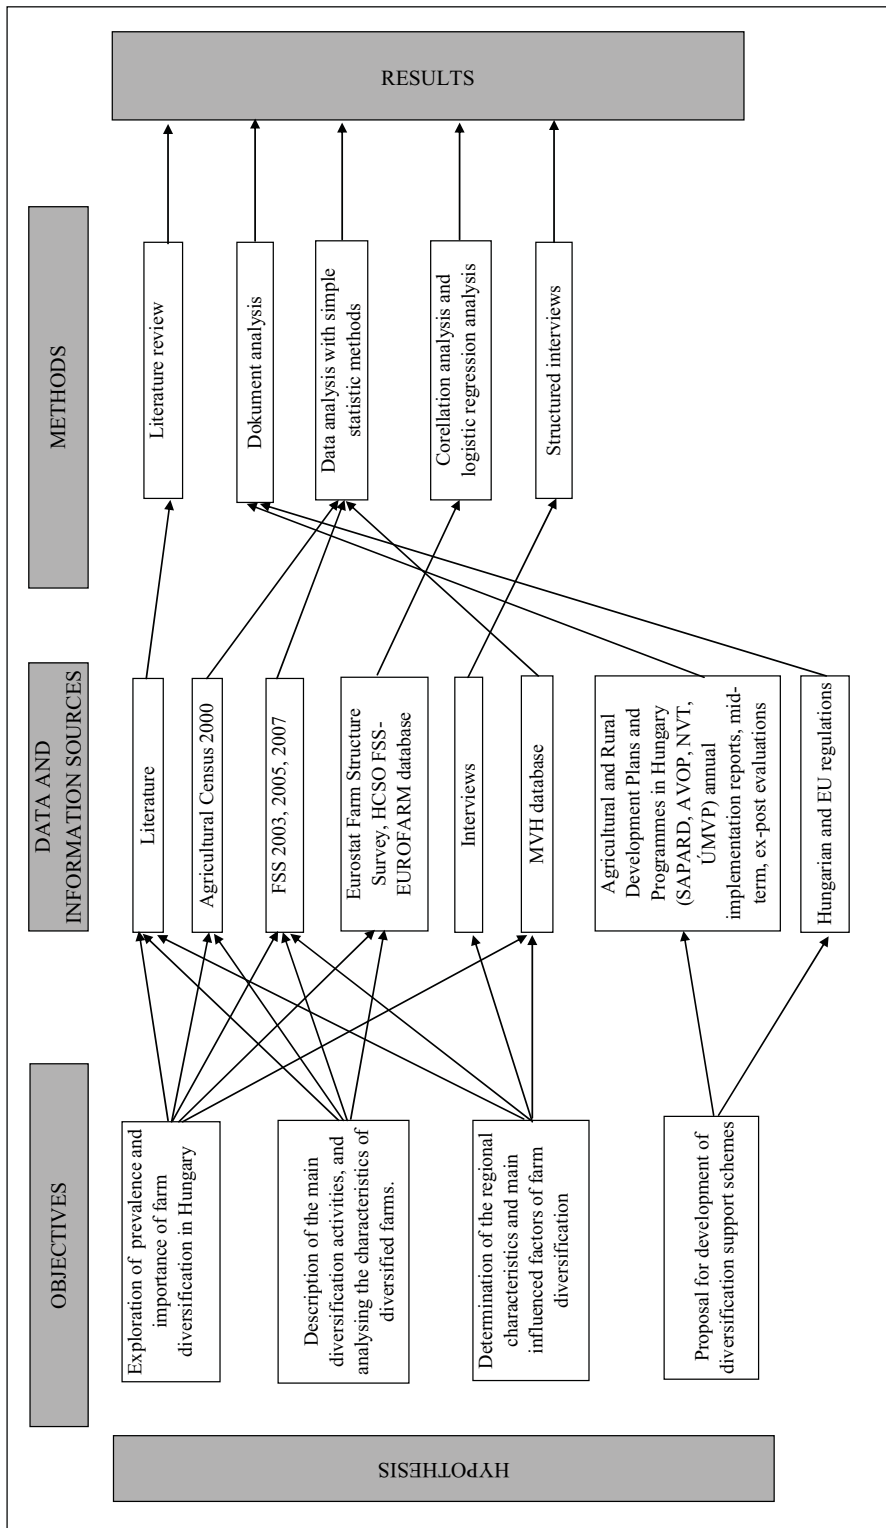 HYPOTHESIS
OBJECTIVES
Exploration of prevalence and
importance of farm
diversification in Hungary
Description of the main
diversification activities, and
analysing the characteristics of
diversified farms.
Determination of the regional
characteristics and main
influenced factors of farm
diversification
Proposal for development of
diversification support schemes
DATA AND
INFORMATION SOURCES
Literature
Agricultural Census 2000
FSS 2003, 2005, 2007
Eurostat Farm Structure
Survey, HCSO FSS-
EUROFARM database
Interviews
MVH database
Agricultural and Rural
Development Plans and
Programmes in Hungary
(SAPARD, AVOP, NVT,
ÚMVP) annual
implementation reports, mid-
term, ex-post evaluations
Hungarian and EU regulations
METHODS
Literature review
Dokument analysis
Data analysis with simple
statistic methods
Corellation analysis and
logistic regression analysis
Structured interviews
RESULTS